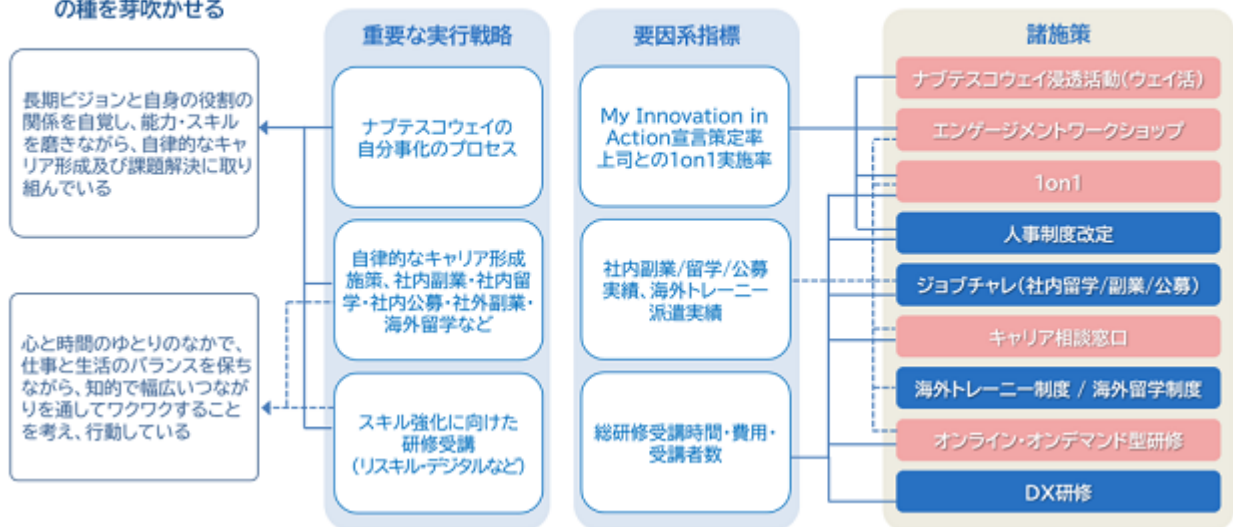 の種を芽吹かせる
長期ビジョンと自身の役割の
関係を自覚し、能力・スキル
を磨きながら、自律的なキャ
リア形成及び課題解決に取り
組んでいる
心と時間のゆとりのなかで、
仕事と生活のバランスを保ち
ながら、知的で幅広いつなが
りを通してワクワクすること
を考え、行動している
重要な実行戦略
ナブテスコウェイの
自分事化のプロセス
自律的なキャリア形成
施策、社内副業・社内留
学・社内公募・社外副業・
海外留学など
スキル強化に向けた
研修受講
(リスキル・デジタルなど)
要因系指標
My Innovation in
Action宣言策定率
上司との1on1実施率
社内副業/留学/公募
実績、海外トレーニー
派遣実績
総研修受講時間・費用・
受講者数
諸施策
ナブテスコウェイ浸透活動(ウェイ活)
エンゲージメントワークショップ
1on1
人事制度改定
ジョブチャレ(社内留学/副業/公募)
キャリア相談窓口
海外トレーニー制度 / 海外留学制度
オンライン・オンデマンド型研修
DX研修